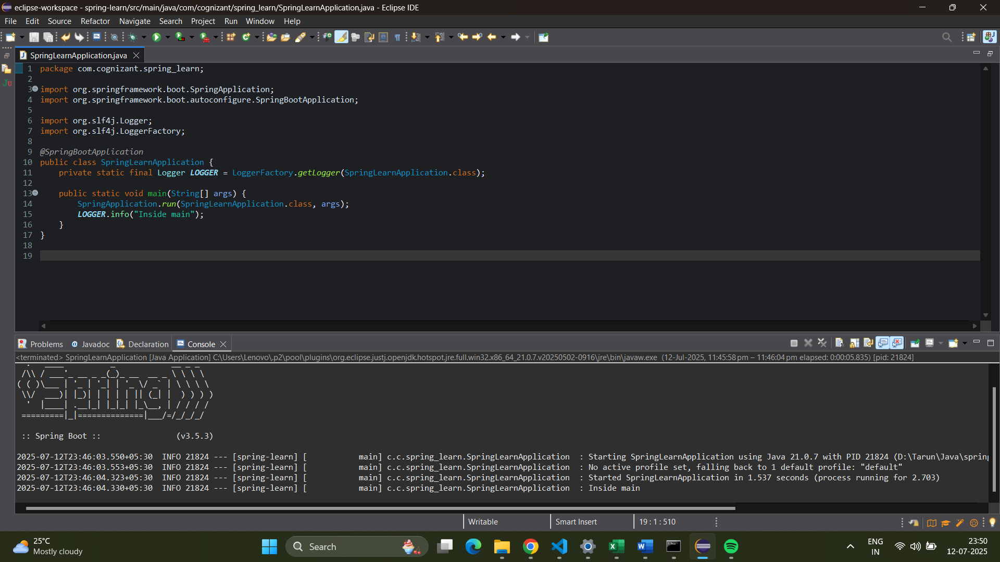 eclipse-workspace - spring-learn/src/main/java/com/cognizant/spring_learn/SpringLearnApplication.java - Eclipse IDE
File Edit Source Refactor Navigate Search Project Run Window Help
SpringLearnApplication.java
1 package com.cognizant.spring_learn;
2
3 import org.springframework.boot.SpringApplication;
4 import org.springframework.boot.autoconfigure.SpringBootApplication;
5
6 import org.slf4j.Logger;
7 import org.slf4j.LoggerFactory;
8
9 @SpringBootApplication
10 public class SpringLearnApplication {
11     private static final Logger LOGGER = LoggerFactory.getLogger(SpringLearnApplication.class);
12
13     public static void main(String[] args) {
14         SpringApplication.run(SpringLearnApplication.class, args);
15         LOGGER.info("Inside main");
16     }
17 }
18
19
Problems Javadoc Declaration Console
<terminated> SpringLearnApplication [Java Application] C:\Users\Lenovo\.p2\pool\plugins\org.eclipse.justj.openjdk.hotspot.jre.full.win32.x86_64_21.0.7.v20250502-0916\jre\bin\javaw.exe (12-Jul-2025, 11:45:58 pm – 11:46:04 pm elapsed: 0:00:05.835) [pid: 21824]
  .   ____          _            __ _ _
 /\\ / ___'_ __ _ _(_)_ __  __ _ \ \ \ \
( ( )\___ | '_ | '_| | '_ \/ _` | \ \ \ \
 \\/  ___)| |_)| | | | | || (_| |  ) ) ) )
  '  |____| .__|_| |_|_| |_\__, | / / / /
 =========|_|==============|___/=/_/_/_/
 :: Spring Boot ::                (v3.5.3)
2025-07-12T23:46:03.550+05:30  INFO 21824 --- [spring-learn] [           main] c.c.spring_learn.SpringLearnApplication  : Starting SpringLearnApplication using Java 21.0.7 with PID 21824 (D:\Tarun\Java\spring
2025-07-12T23:46:03.553+05:30  INFO 21824 --- [spring-learn] [           main] c.c.spring_learn.SpringLearnApplication  : No active profile set, falling back to 1 default profile: "default"
2025-07-12T23:46:04.323+05:30  INFO 21824 --- [spring-learn] [           main] c.c.spring_learn.SpringLearnApplication  : Started SpringLearnApplication in 1.537 seconds (process running for 2.703)
2025-07-12T23:46:04.330+05:30  INFO 21824 --- [spring-learn] [           main] c.c.spring_learn.SpringLearnApplication  : Inside main
Writable Smart Insert 19 : 1 : 510
25°C
Mostly cloudy
Search
ENG
IN
23:50
12-07-2025